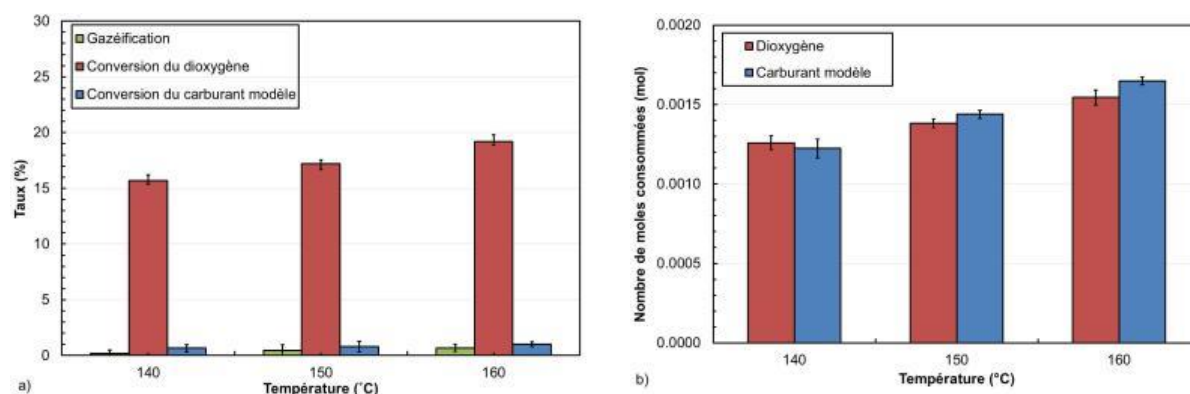 30
25
20
15
10
5
0
Taux (%)
Gazéification
Conversion du dioxygène
Conversion du carburant modèle
140
150
160
Température (˚C)
a)
0.0020
0.0015
0.0010
0.0005
0.0000
Nombre de moles consommées (mol)
Dioxygène
Carburant modèle
140
150
160
Température (°C)
b)